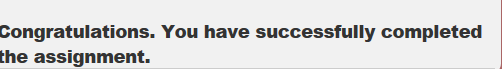 Congratulations. You have successfully completed
the assignment.